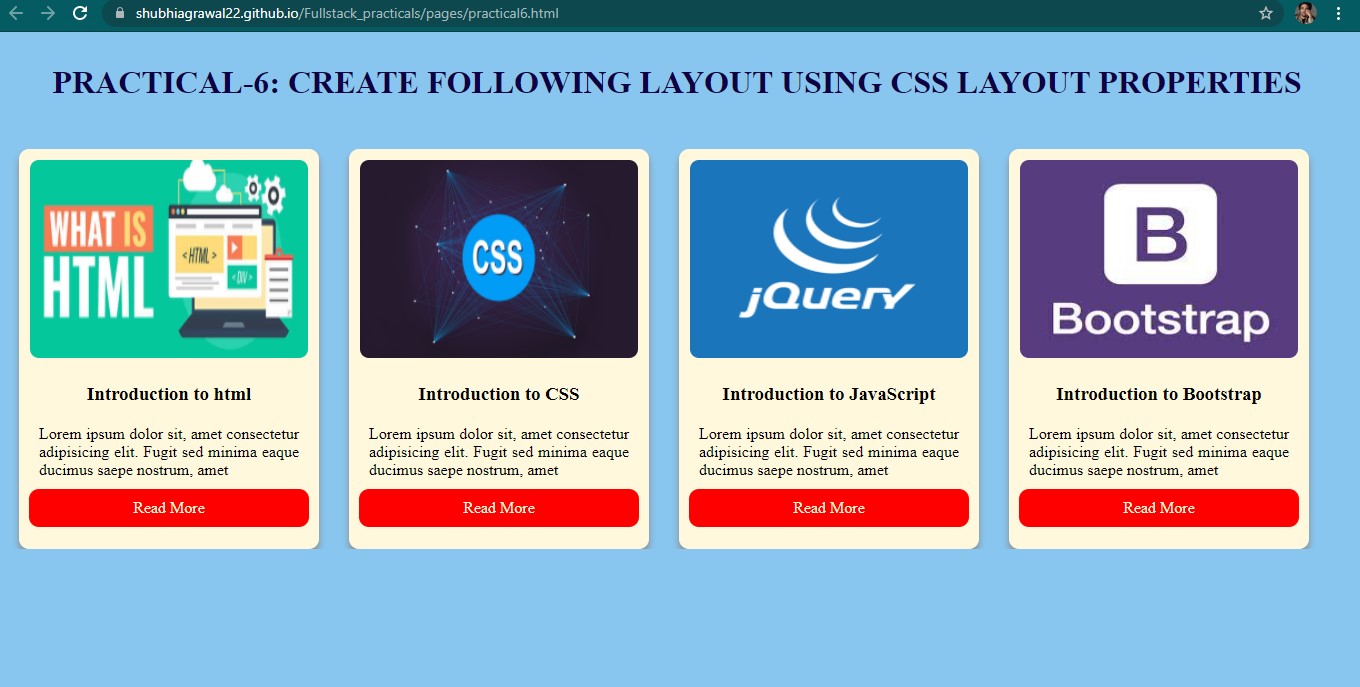 shubhiagrawal22.github.io/Fullstack_practicals/pages/practical6.html
PRACTICAL-6: CREATE FOLLOWING LAYOUT USING CSS LAYOUT PROPERTIES
WHAT IS
HTML
<HTML>
<DIV>
Introduction to html
Lorem ipsum dolor sit, amet consectetur
adipisicing elit. Fugit sed minima eaque
ducimus saepe nostrum, amet
Read More
CSS
Introduction to CSS
Lorem ipsum dolor sit, amet consectetur
adipisicing elit. Fugit sed minima eaque
ducimus saepe nostrum, amet
Read More
jQuery
Introduction to JavaScript
Lorem ipsum dolor sit, amet consectetur
adipisicing elit. Fugit sed minima eaque
ducimus saepe nostrum, amet
Read More
B
Bootstrap
Introduction to Bootstrap
Lorem ipsum dolor sit, amet consectetur
adipisicing elit. Fugit sed minima eaque
ducimus saepe nostrum, amet
Read More